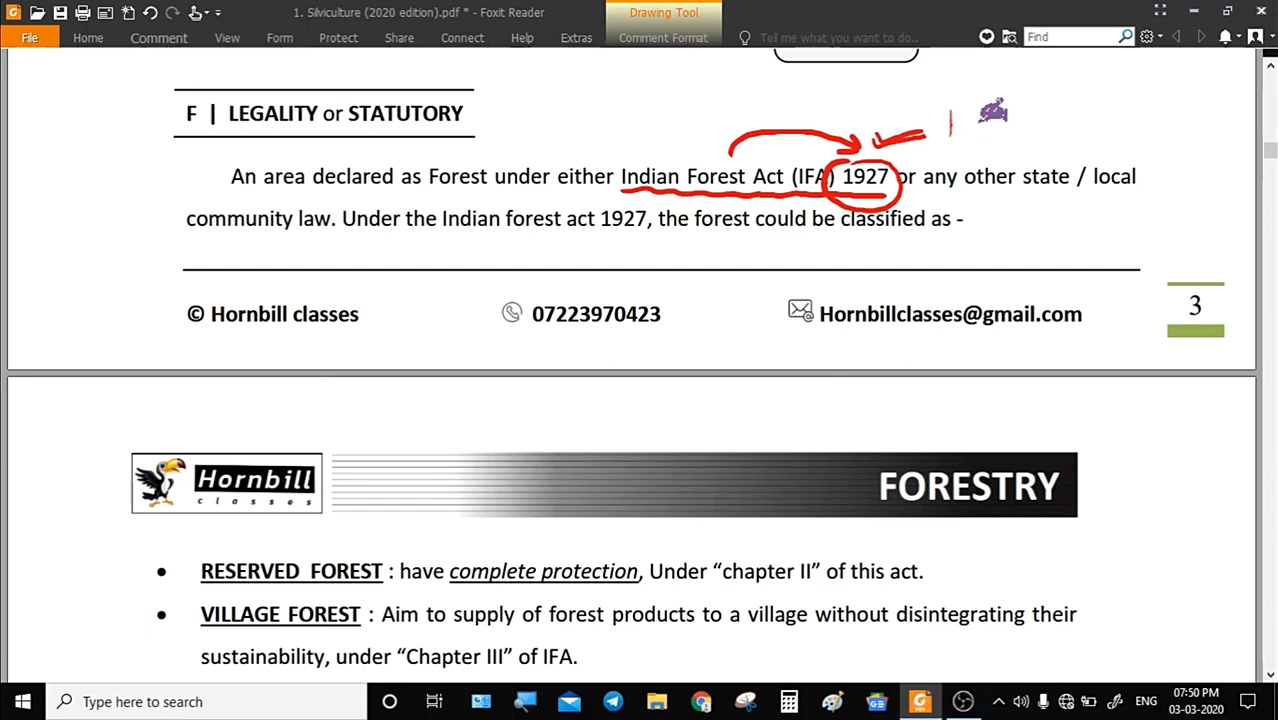 1. Silviculture (2020 edition).pdf * - Foxit Reader
Drawing Tool
File Home Comment View Form Protect Share Connect Help Extras Comment Format Tell me what you want to do.. Find
F | LEGALITY or STATUTORY
An area declared as Forest under either Indian Forest Act (IFA) 1927 or any other state / local
community law. Under the Indian forest act 1927, the forest could be classified as -
© Hornbill classes 07223970423 Hornbillclasses@gmail.com 3
Hornbill
classes
FORESTRY
• RESERVED FOREST : have complete protection, Under “chapter II” of this act.
• VILLAGE FOREST : Aim to supply of forest products to a village without disintegrating their
sustainability, under “Chapter III” of IFA.
Type here to search
ENG
07:50 PM
03-03-2020